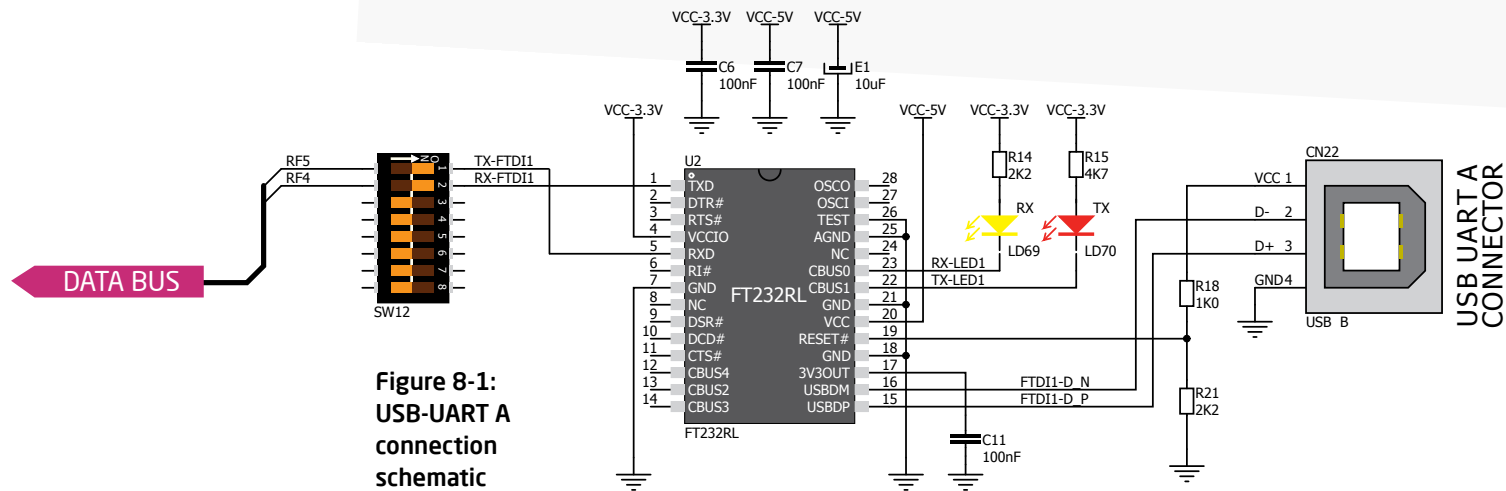 VCC-3.3V VCC-5V VCC-5V
C6 100nF
C7 100nF
E1 10uF
VCC-3.3V
VCC-5V VCC-3.3V VCC-3.3V
R14 2K2
R15 4K7
RX
TX
LD69
LD70
DATA BUS
RF5
RF4
ON
1
2
3
4
5
6
7
8
SW12
TX-FTDI1
RX-FTDI1
U2
FT232RL
1 TXD
2 DTR#
3 RTS#
4 VCCIO
5 RXD
6 RI#
7 GND
8 NC
9 DSR#
10 DCD#
11 CTS#
12 CBUS4
13 CBUS2
14 CBUS3
OSCO 28
OSCI 27
TEST 26
AGND 25
NC 24
CBUS0 23
CBUS1 22
GND 21
VCC 20
RESET# 19
GND 18
3V3OUT 17
USBDM 16
USBDP 15
FT232RL
RX-LED1
TX-LED1
FTDI1-D_N
FTDI1-D_P
C11 100nF
R18 1K0
R21 2K2
CN22
VCC 1
D- 2
D+ 3
GND 4
USB B
USB UART A
CONNECTOR
Figure 8-1:
USB-UART A
connection
schematic